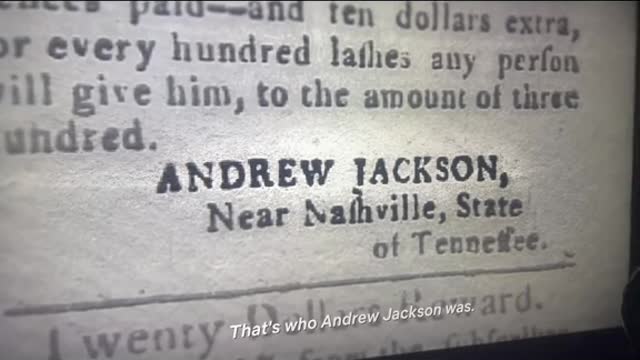 paid—and ten dollars extra,
or every hundred laſhes any perſon
will give him, to the amount of three
hundred.
ANDREW JACKSON,
Near Naſhville, State
of Tenneſſee.
Twenty Dollars Reward.
That's who Andrew Jackson was.